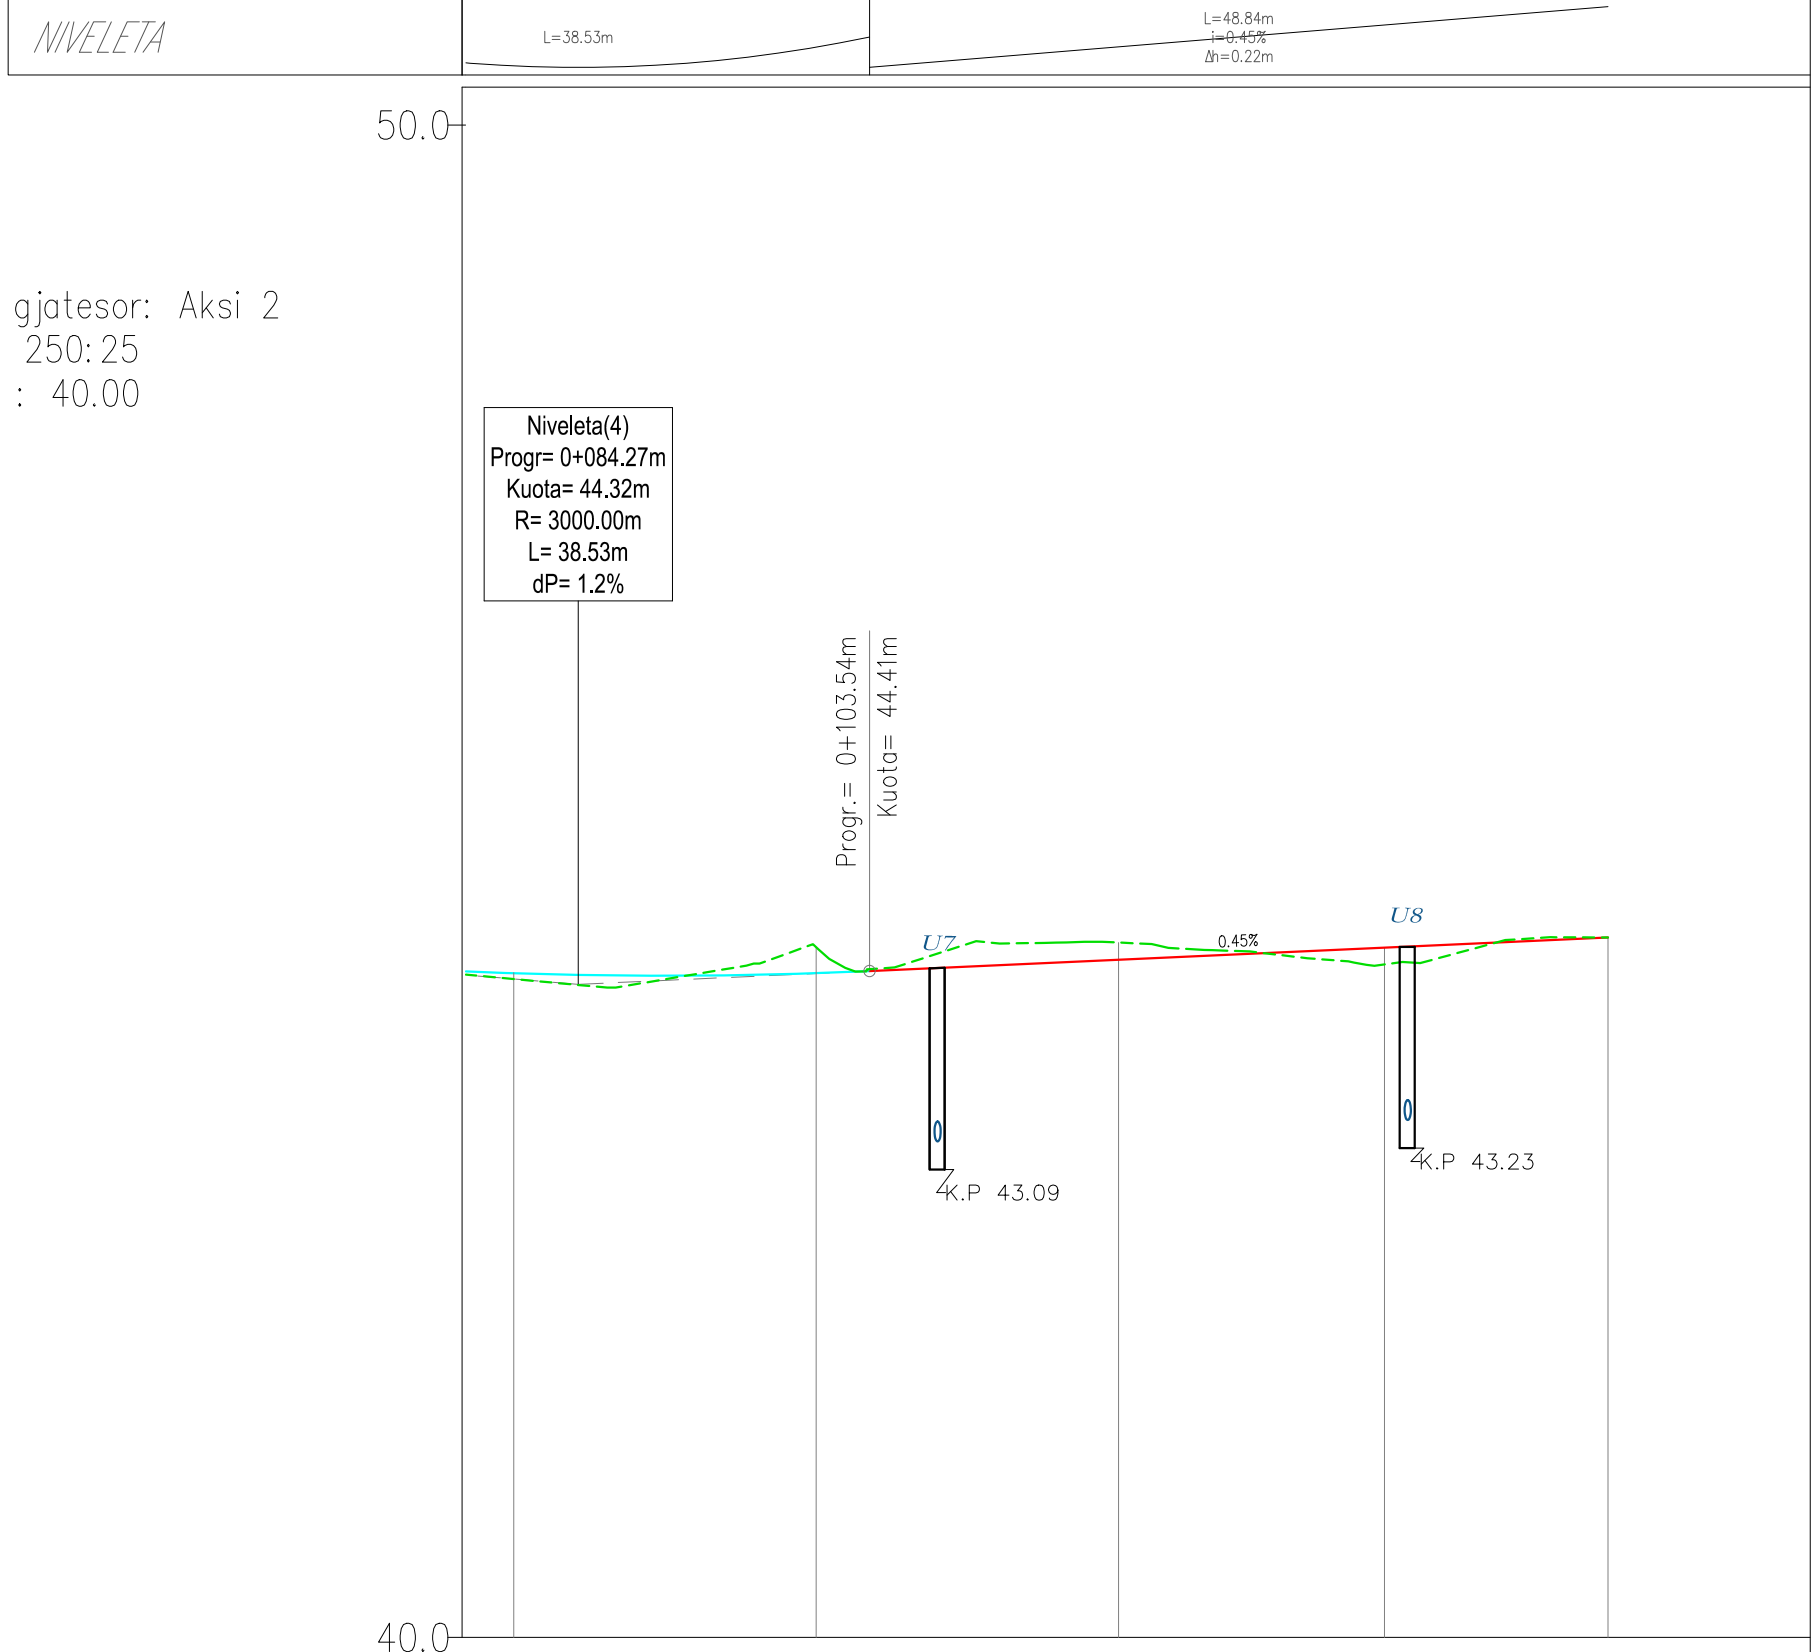 NIVELETA
L=38.53m
L=48.84m
i=0.45%
Δh=0.22m
50.0
gjatesor: Aksi 2
250:25
: 40.00
Niveleta(4)
Progr= 0+084.27m
Kuota= 44.32m
R= 3000.00m
L= 38.53m
dP= 1.2%
Progr.= 0+103.54m
Kuota= 44.41m
U7
0.45%
U8
K.P 43.09
K.P 43.23
40.0